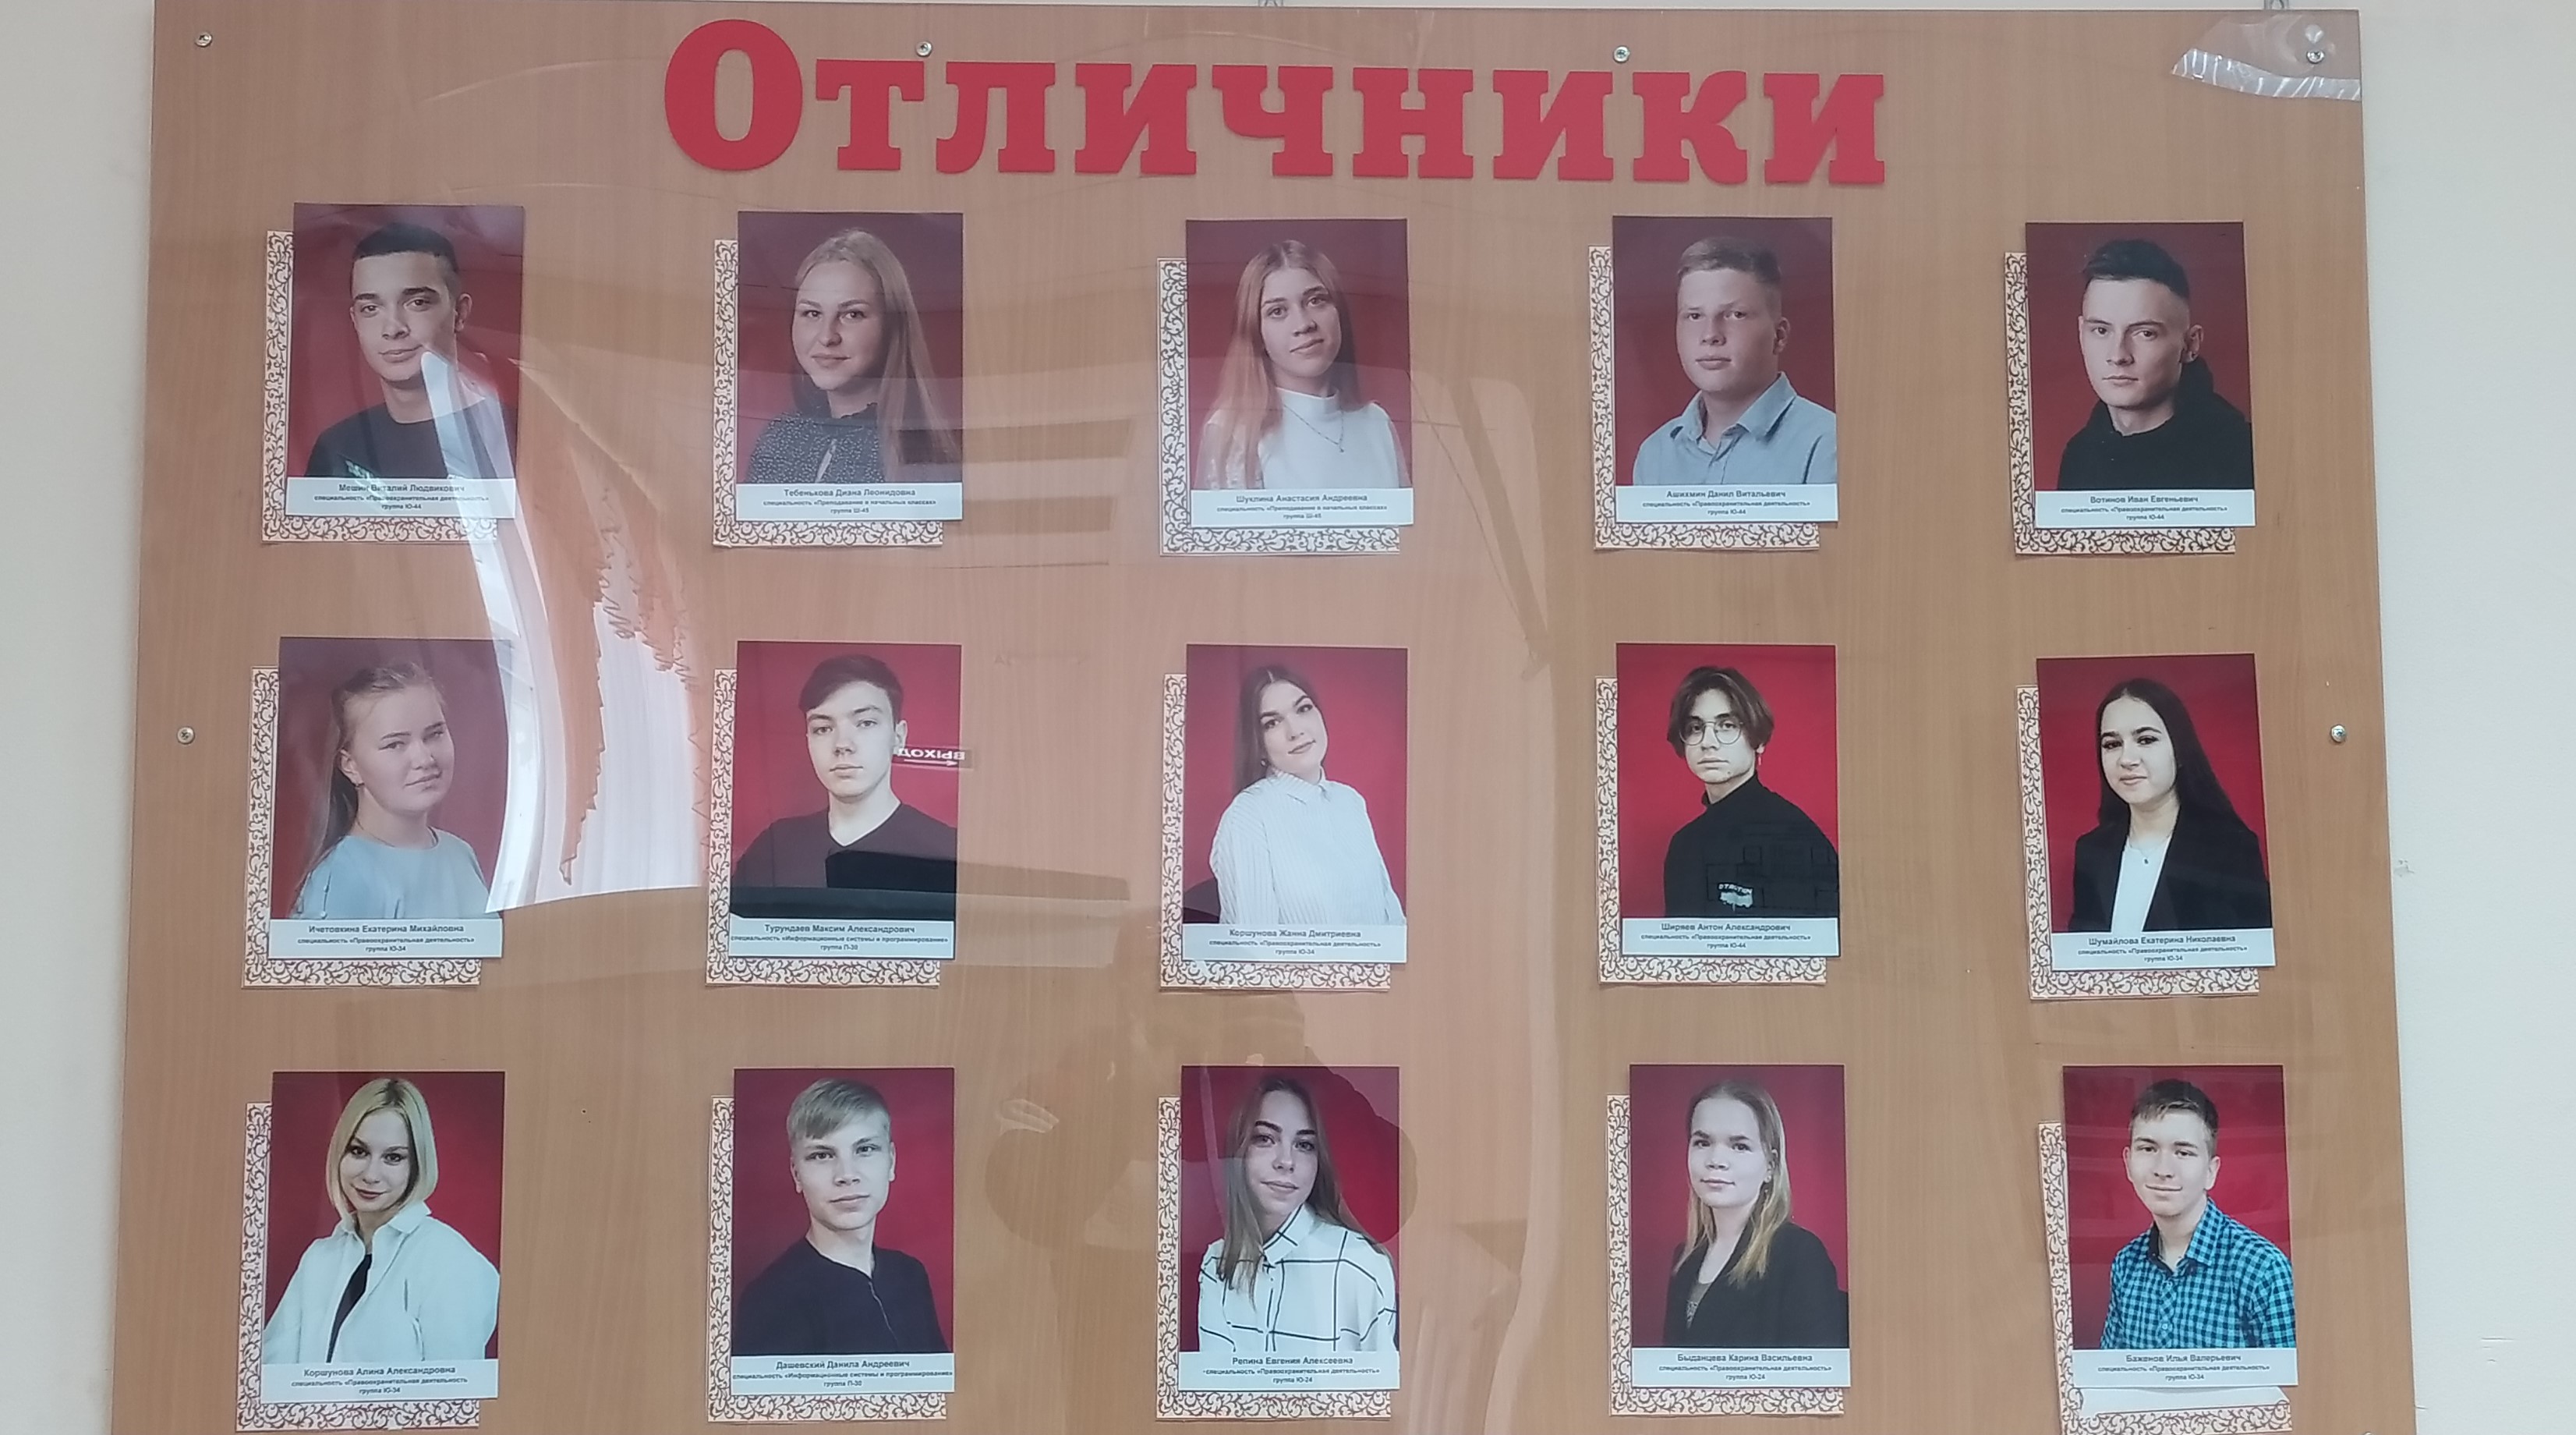 Отличники
Мешин Виталий Людвикович
специальность «Правоохранительная деятельность»
группа Ю-44
Тебенькова Диана Леонидовна
специальность «Преподавание в начальных классах»
группа Ш-45
Шуклина Анастасия Андреевна
специальность «Преподавание в начальных классах»
группа Ш-45
Ашихмин Данил Витальевич
специальность «Правоохранительная деятельность»
группа Ю-44
Вотинов Иван Евгеньевич
специальность «Правоохранительная деятельность»
группа Ю-44
Ичетовкина Екатерина Михайловна
специальность «Правоохранительная деятельность»
группа Ю-34
ВЫХОД
Турундаев Максим Александрович
специальность «Информационные системы и программирование»
группа П-30
Коршунова Жанна Дмитриевна
специальность «Правоохранительная деятельность»
группа Ю-34
Ширяев Антон Александрович
специальность «Правоохранительная деятельность»
группа Ю-44
Шумайлова Екатерина Николаевна
специальность «Правоохранительная деятельность»
группа Ю-34
Коршунова Алина Александровна
специальность «Правоохранительная деятельность
группа Ю-34
Дашевский Данила Андреевич
специальность «Информационные системы и программирование»
группа П-30
Репина Евгения Алексеевна
специальность «Правоохранительная деятельность»
группа Ю-24
Быданцева Карина Васильевна
специальность «Правоохранительная деятельность»
группа Ю-24
Баженов Илья Валерьевич
специальность «Правоохранительная деятельность»
группа Ю-34